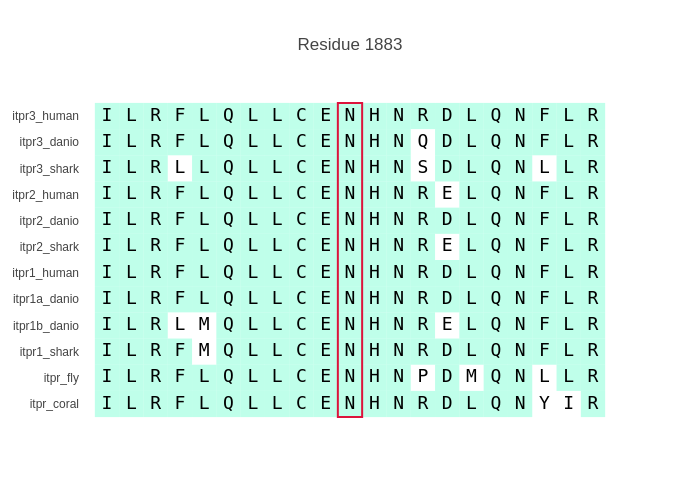 Residue 1883
itpr3_human I L R F L Q L L C E N H N R D L Q N F L R
itpr3_danio I L R F L Q L L C E N H N Q D L Q N F L R
itpr3_shark I L R L L Q L L C E N H N S D L Q N L L R
itpr2_human I L R F L Q L L C E N H N R E L Q N F L R
itpr2_danio I L R F L Q L L C E N H N R D L Q N F L R
itpr2_shark I L R F L Q L L C E N H N R E L Q N F L R
itpr1_human I L R F L Q L L C E N H N R D L Q N F L R
itpr1a_danio I L R F L Q L L C E N H N R D L Q N F L R
itpr1b_danio I L R L M Q L L C E N H N R E L Q N F L R
itpr1_shark I L R F M Q L L C E N H N R D L Q N F L R
itpr_fly I L R F L Q L L C E N H N P D M Q N L L R
itpr_coral I L R F L Q L L C E N H N R D L Q N Y I R